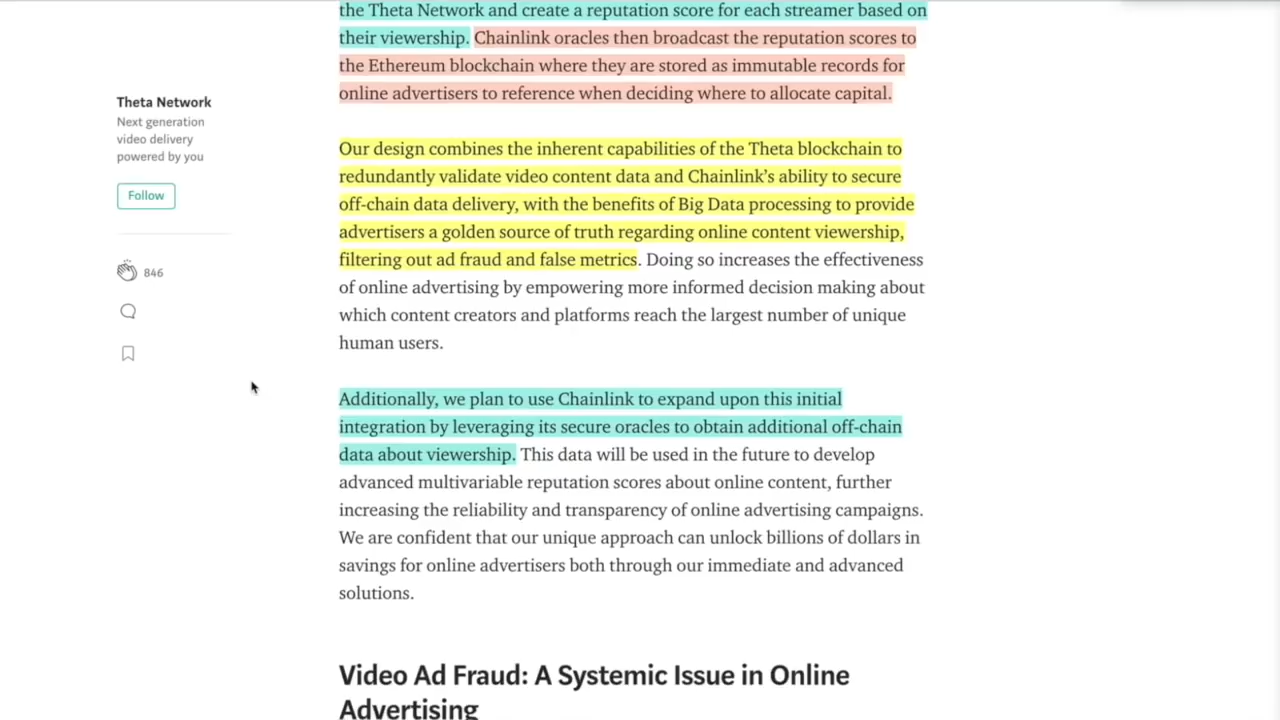 the Theta Network and create a reputation score for each streamer based on
their viewership. Chainlink oracles then broadcast the reputation scores to
the Ethereum blockchain where they are stored as immutable records for
online advertisers to reference when deciding where to allocate capital.
Theta Network
Next generation
video delivery
powered by you
Follow
846
Our design combines the inherent capabilities of the Theta blockchain to
redundantly validate video content data and Chainlink’s ability to secure
off-chain data delivery, with the benefits of Big Data processing to provide
advertisers a golden source of truth regarding online content viewership,
filtering out ad fraud and false metrics. Doing so increases the effectiveness
of online advertising by empowering more informed decision making about
which content creators and platforms reach the largest number of unique
human users.
Additionally, we plan to use Chainlink to expand upon this initial
integration by leveraging its secure oracles to obtain additional off-chain
data about viewership. This data will be used in the future to develop
advanced multivariable reputation scores about online content, further
increasing the reliability and transparency of online advertising campaigns.
We are confident that our unique approach can unlock billions of dollars in
savings for online advertisers both through our immediate and advanced
solutions.
Video Ad Fraud: A Systemic Issue in Online
Advertising